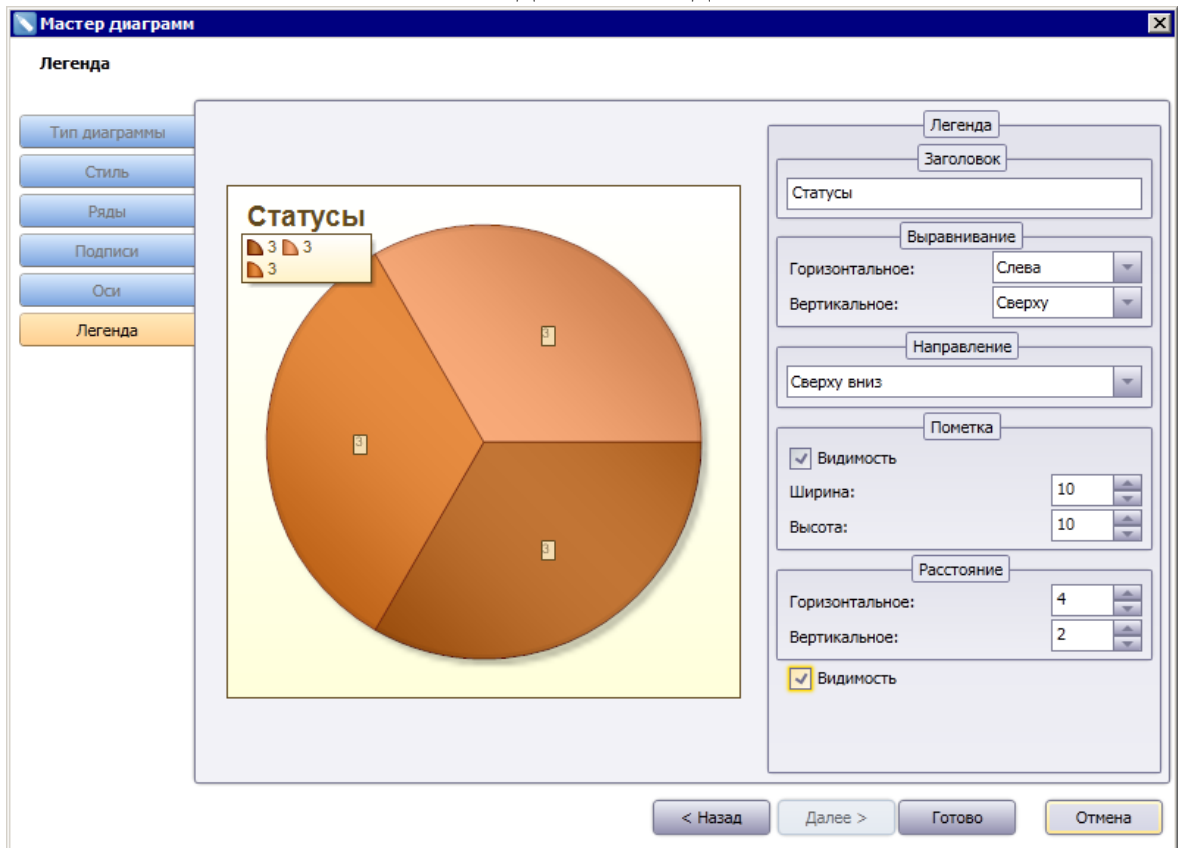 Мастер диаграмм
Легенда
Тип диаграммы
Стиль
Ряды
Подписи
Оси
Легенда
Статусы
3 3
3
3
3
3
Легенда
Заголовок
Статусы
Выравнивание
Горизонтальное: Слева
Вертикальное: Сверху
Направление
Сверху вниз
Пометка
Видимость
Ширина: 10
Высота: 10
Расстояние
Горизонтальное: 4
Вертикальное: 2
Видимость
< Назад Далее > Готово Отмена